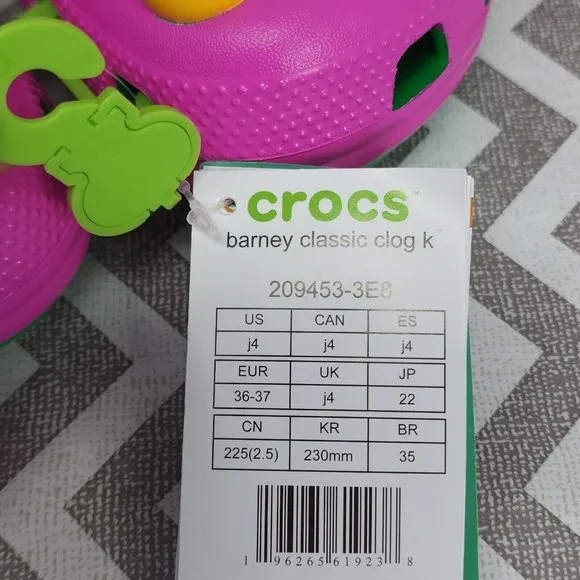 crocs™
barney classic clog k
209453-3E8
US CAN ES
j4 j4 j4
EUR UK JP
36-37 j4 22
CN KR BR
225(2.5) 230mm 35
1 96265 61923 8